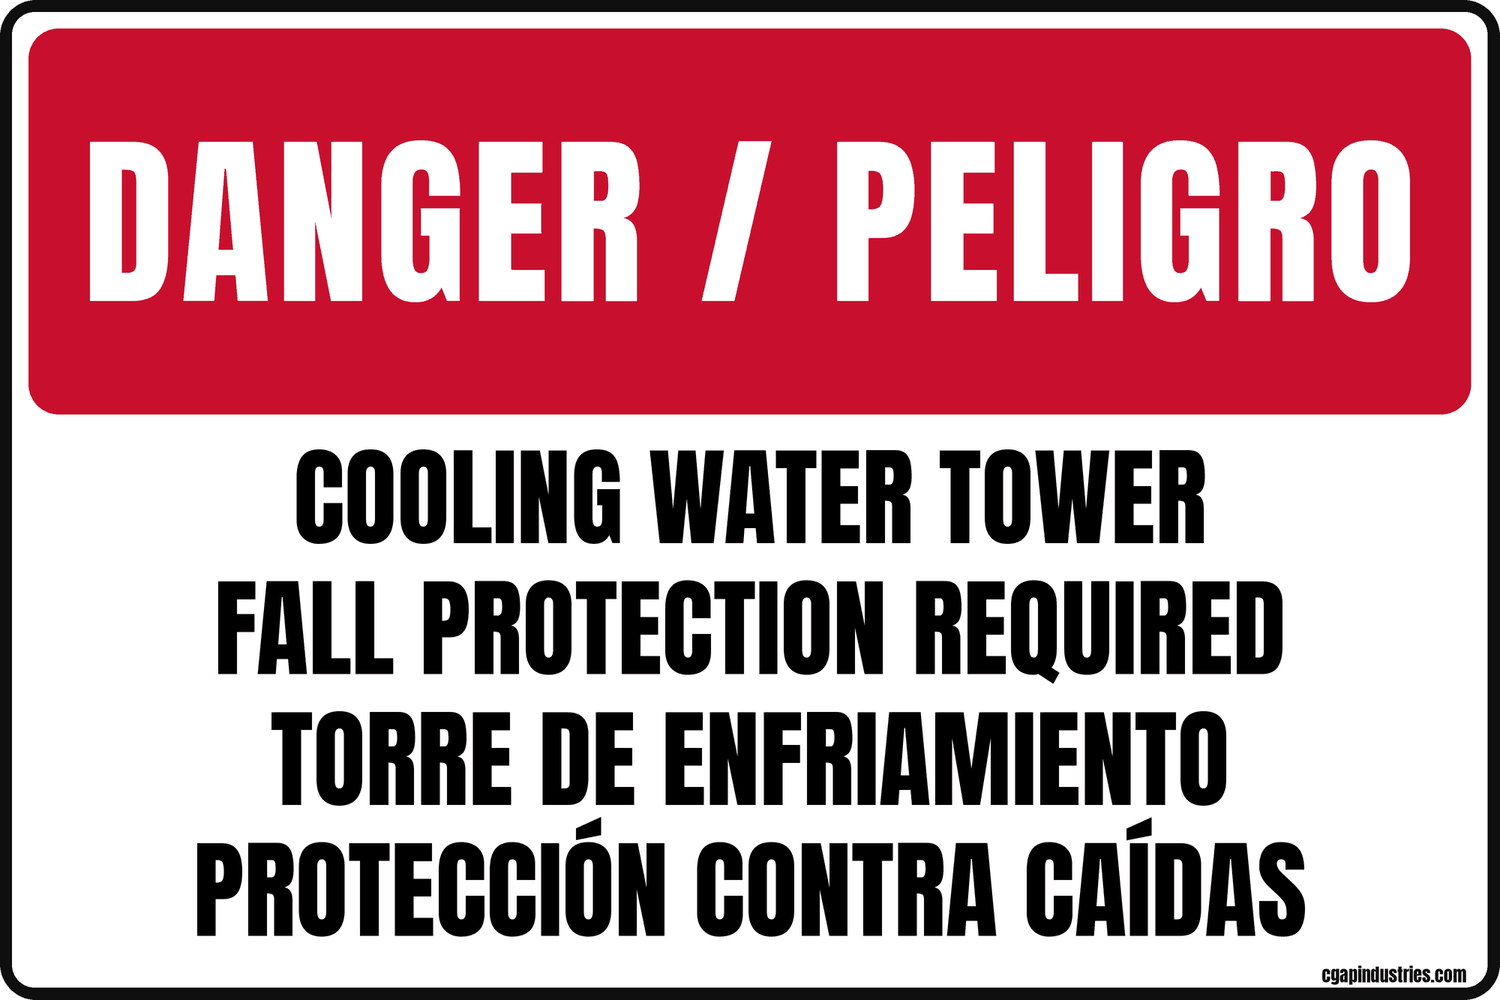 DANGER / PELIGRO
COOLING WATER TOWER
FALL PROTECTION REQUIRED
TORRE DE ENFRIAMIENTO
PROTECCIÓN CONTRA CAÍDAS
cgapindustries.com